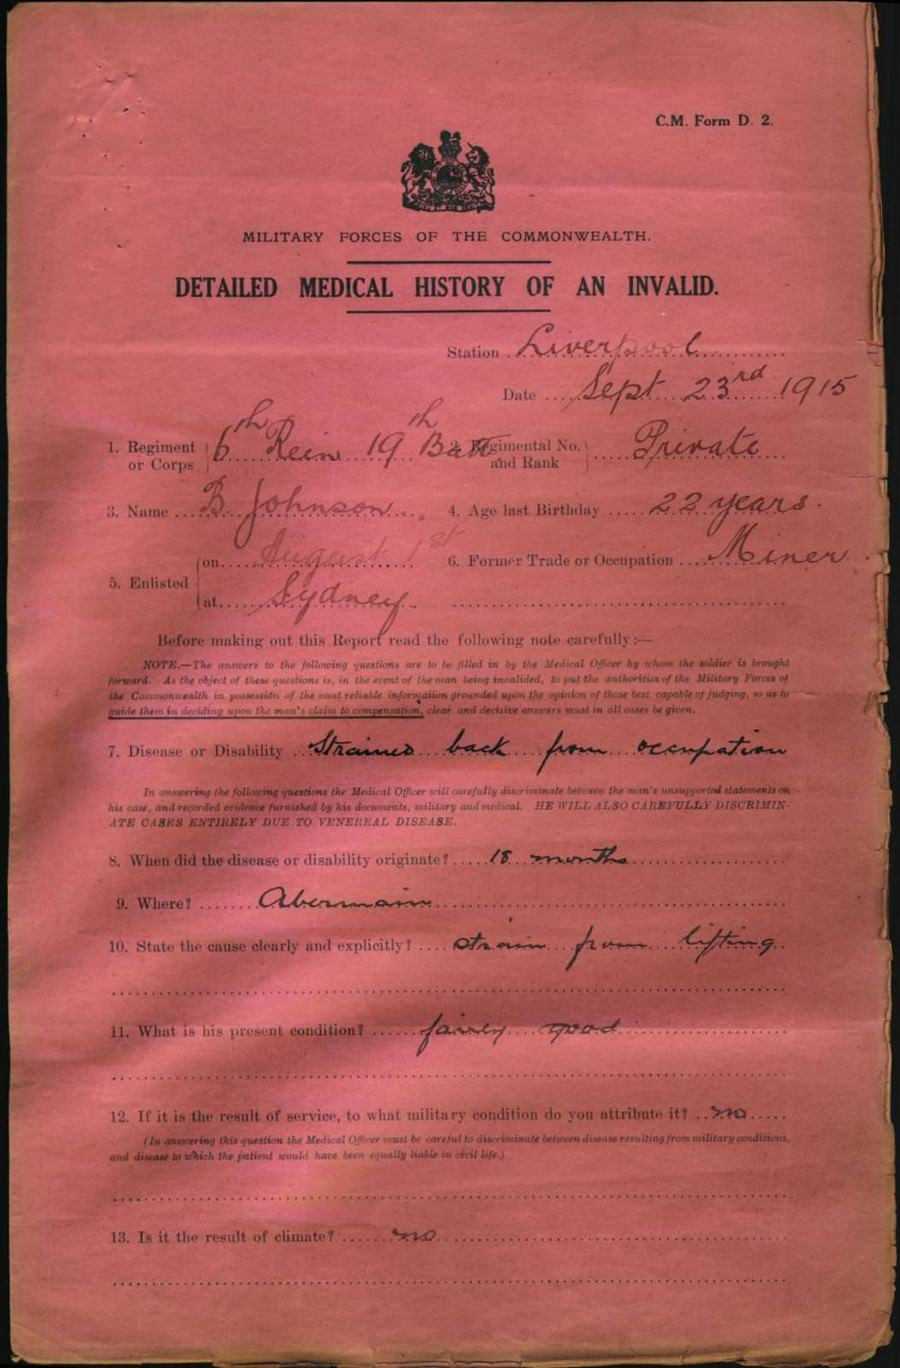 C.M. Form D. 2.
MILITARY FORCES OF THE COMMONWEALTH.
DETAILED MEDICAL HISTORY OF AN INVALID.
Station Liverpool
Date Sept 23rd 1915
1. Regiment or Corps 6th Rein 19th Batt 2. Regimental No. and Rank Private
3. Name B Johnson. 4. Age last Birthday 22 years.
5. Enlisted on August 1st 6. Former Trade or Occupation Miner.
at Sydney
Before making out this Report read the following note carefully:—
NOTE.—The answers to the following questions are to be filled in by the Medical Officer by whom the soldier is brought
forward. As the object of these questions is, in the event of the man being invalided, to put the authorities of the Military Forces of
the Commonwealth in possession of the most reliable information grounded upon the opinion of those best capable of judging, so as to
guide them in deciding upon the man's claim to compensation, clear and decisive answers must in all cases be given.
7. Disease or Disability Strained back from occupation
In answering the following questions the Medical Officer will carefully discriminate between the man's unsupported statements on
his case, and recorded evidence furnished by his documents, military and medical. HE WILL ALSO CAREFULLY DISCRIMIN-
ATE CASES ENTIRELY DUE TO VENEREAL DISEASE.
8. When did the disease or disability originate? 18 months
9. Where? Abermain
10. State the cause clearly and explicitly? strain from lifting
11. What is his present condition? fairly good
12. If it is the result of service, to what military condition do you attribute it? no
(In answering this question the Medical Officer must be careful to discriminate between disease resulting from military conditions,
and disease to which the patient would have been equally liable in civil life.)
13. Is it the result of climate? no